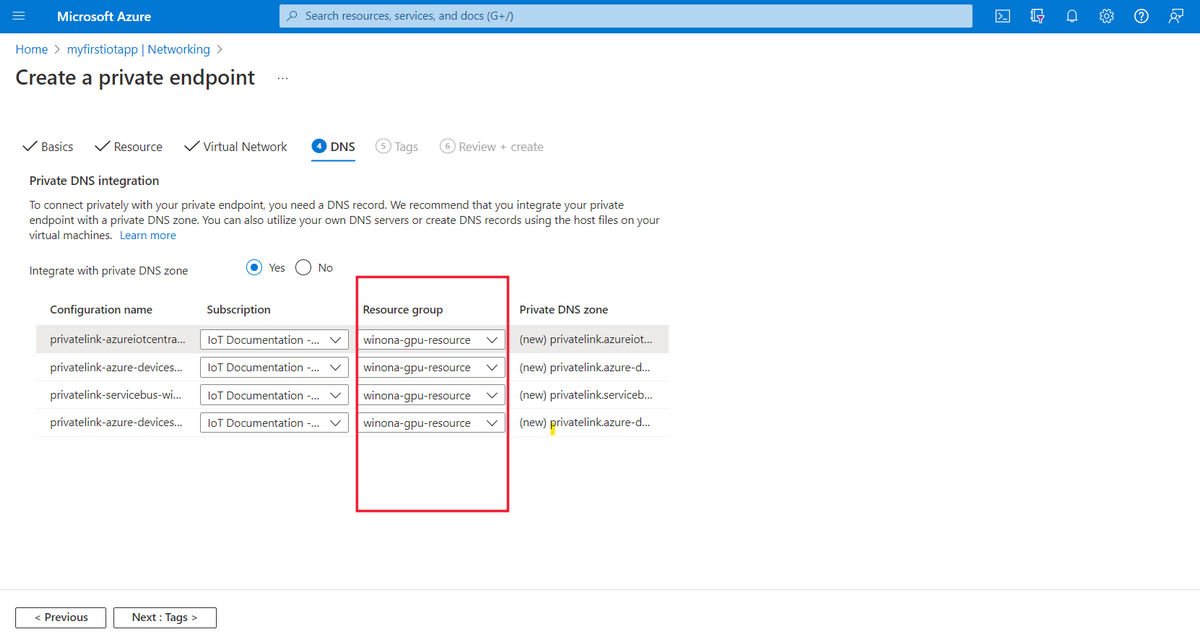 Microsoft Azure
Search resources, services, and docs (G+/)
Home > myfirstiotapp | Networking >
Create a private endpoint ...
Basics Resource Virtual Network 4 DNS 5 Tags 6 Review + create
Private DNS integration
To connect privately with your private endpoint, you need a DNS record. We recommend that you integrate your private
endpoint with a private DNS zone. You can also utilize your own DNS servers or create DNS records using the host files on your
virtual machines. Learn more
Integrate with private DNS zone Yes No
Configuration name Subscription Resource group Private DNS zone
privatelink-azureiotcentra... IoT Documentation -... winona-gpu-resource (new) privatelink.azureiot...
privatelink-azure-devices... IoT Documentation -... winona-gpu-resource (new) privatelink.azure-d...
privatelink-servicebus-wi... IoT Documentation -... winona-gpu-resource (new) privatelink.serviceb...
privatelink-azure-devices... IoT Documentation -... winona-gpu-resource (new) privatelink.azure-d...
< Previous Next : Tags >